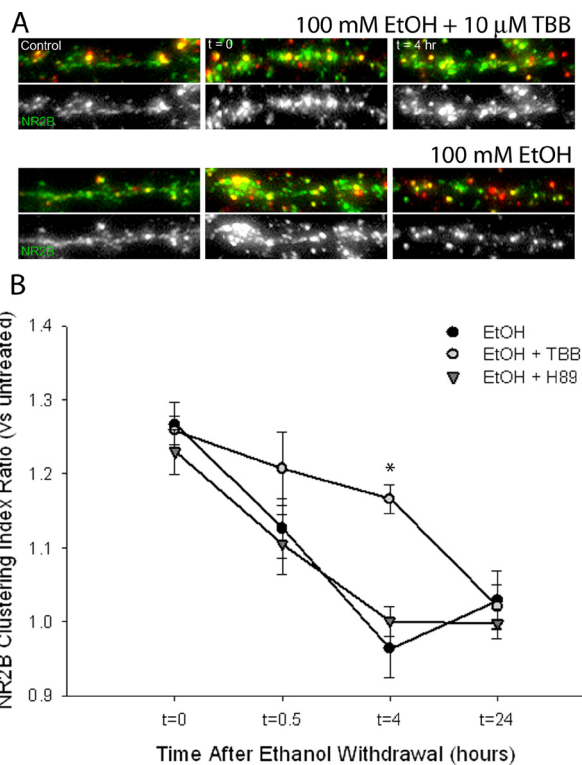 A
100 mM EtOH + 10 µM TBB
Control
t = 0
t = 4 hr
NR2B
100 mM EtOH
NR2B
B
NR2B Clustering Index Ratio (vs untreated)
1.4
1.3
1.2
1.1
1.0
0.9
EtOH
EtOH + TBB
EtOH + H89
*
t=0
t=0.5
t=4
t=24
Time After Ethanol Withdrawal (hours)